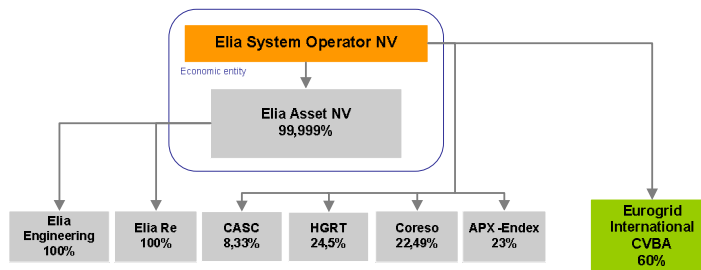 Elia System Operator NV
Economic entity
Elia Asset NV
99,999%
Elia
Engineering
100%
Elia Re
100%
CASC
8,33%
HGRT
24,5%
Coreso
22,49%
APX -Endex
23%
Eurogrid
International
CVBA
60%